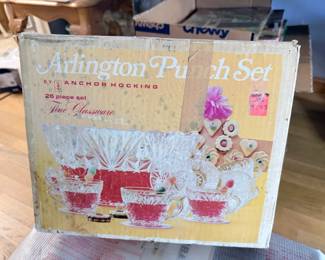 Arlington Punch Set
BY ANCHOR HOCKING
26 piece set
Fine Glassware